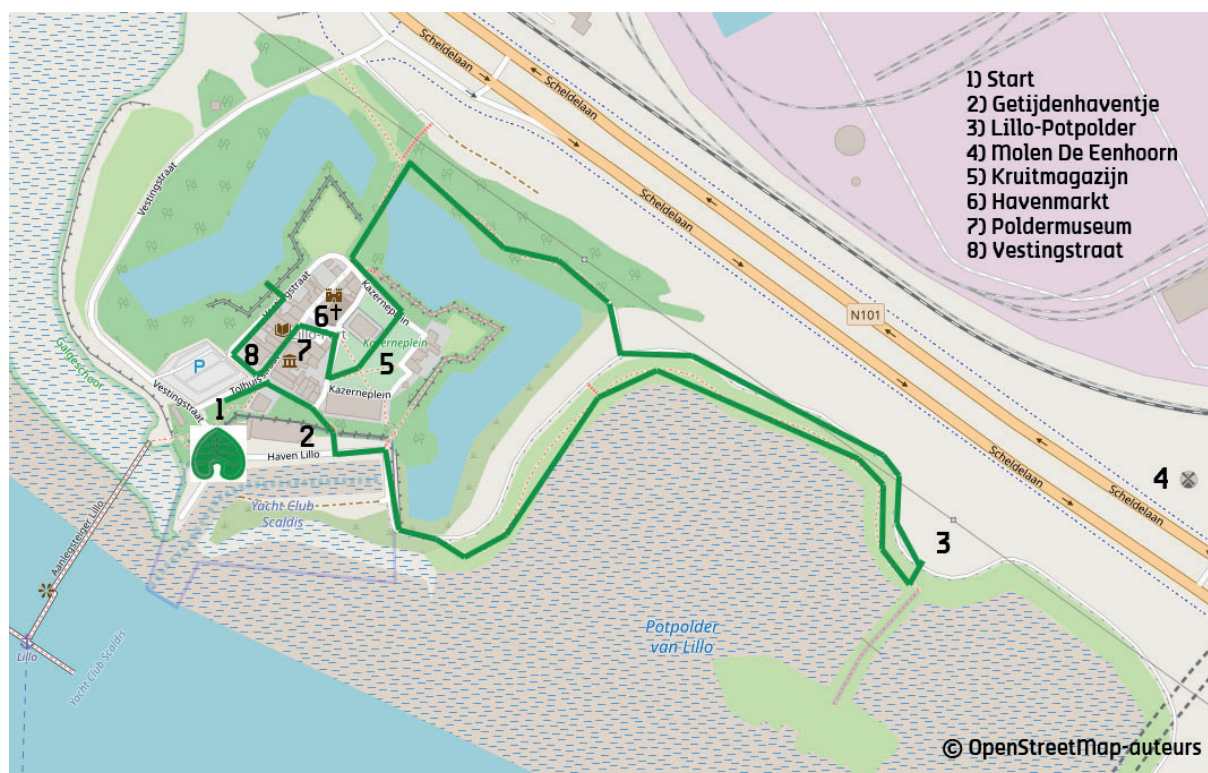 Scheldelaan
Scheldelaan
1) Start
2) Getijdenhaventje
3) Lillo-Potpolder
4) Molen De Eenhoorn
5) Kruitmagazijn
6) Havenmarkt
7) Poldermuseum
8) Vestingstraat
Vestingstraat
Scheldelaan
Scheldelaan
N101
Kazerneplein
6
Kazerneplein
7
5
8
P
Galgeschoor
Vestingstraat
Kazerneplein
1
2
Haven Lillo
Yacht Club
Scaldis
Aanlegsteiger Lillo
Lillo
Yacht Club Scaldis
3
4
Scheldelaan
Scheldelaan
Potpolder
van Lillo
© OpenStreetMap-auteurs